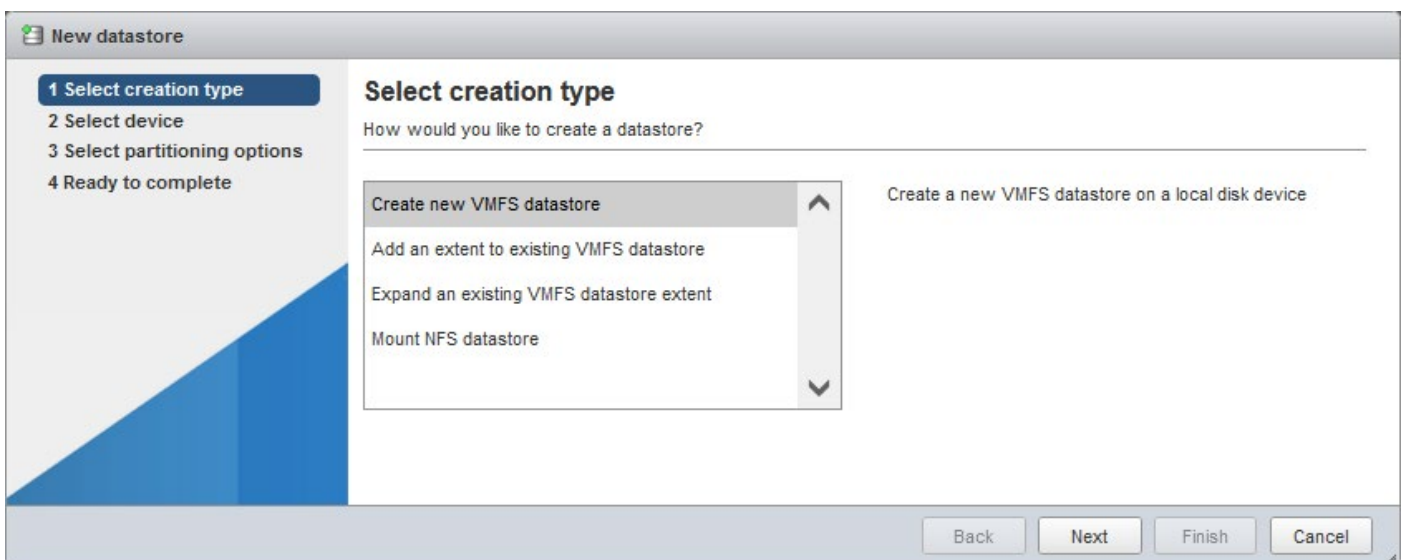 New datastore
1 Select creation type
2 Select device
3 Select partitioning options
4 Ready to complete
Select creation type
How would you like to create a datastore?
Create new VMFS datastore
Add an extent to existing VMFS datastore
Expand an existing VMFS datastore extent
Mount NFS datastore
Create a new VMFS datastore on a local disk device
Back
Next
Finish
Cancel